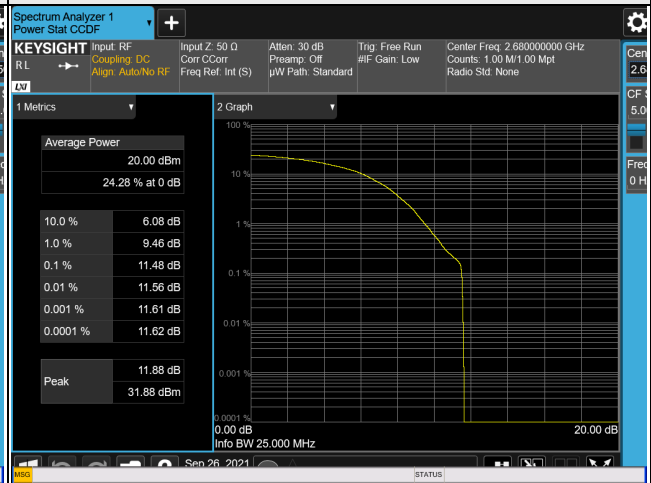 Spectrum Analyzer 1
Power Stat CCDF
+
KEYSIGHT
R L
LXI
Input: RF
Coupling: DC
Align: Auto/No RF
Input Z: 50 Ω
Corr CCorr
Freq Ref: Int (S)
Atten: 30 dB
Preamp: Off
µW Path: Standard
Trig: Free Run
#IF Gain: Low
Center Freq: 2.680000000 GHz
Counts: 1.00 M/1.00 Mpt
Radio Std: None
Cen
2.6
CF S
5.0
Freq
0 H
1 Metrics
Average Power
20.00 dBm
24.28 % at 0 dB
10.0 % 6.08 dB
1.0 % 9.46 dB
0.1 % 11.48 dB
0.01 % 11.56 dB
0.001 % 11.61 dB
0.0001 % 11.62 dB
Peak
11.88 dB
31.88 dBm
2 Graph
100 %
10 %
1 %
0.1 %
0.01 %
0.001 %
0.0001 %
0.00 dB
20.00 dB
Info BW 25.000 MHz
Sep 26, 2021
MSG
STATUS